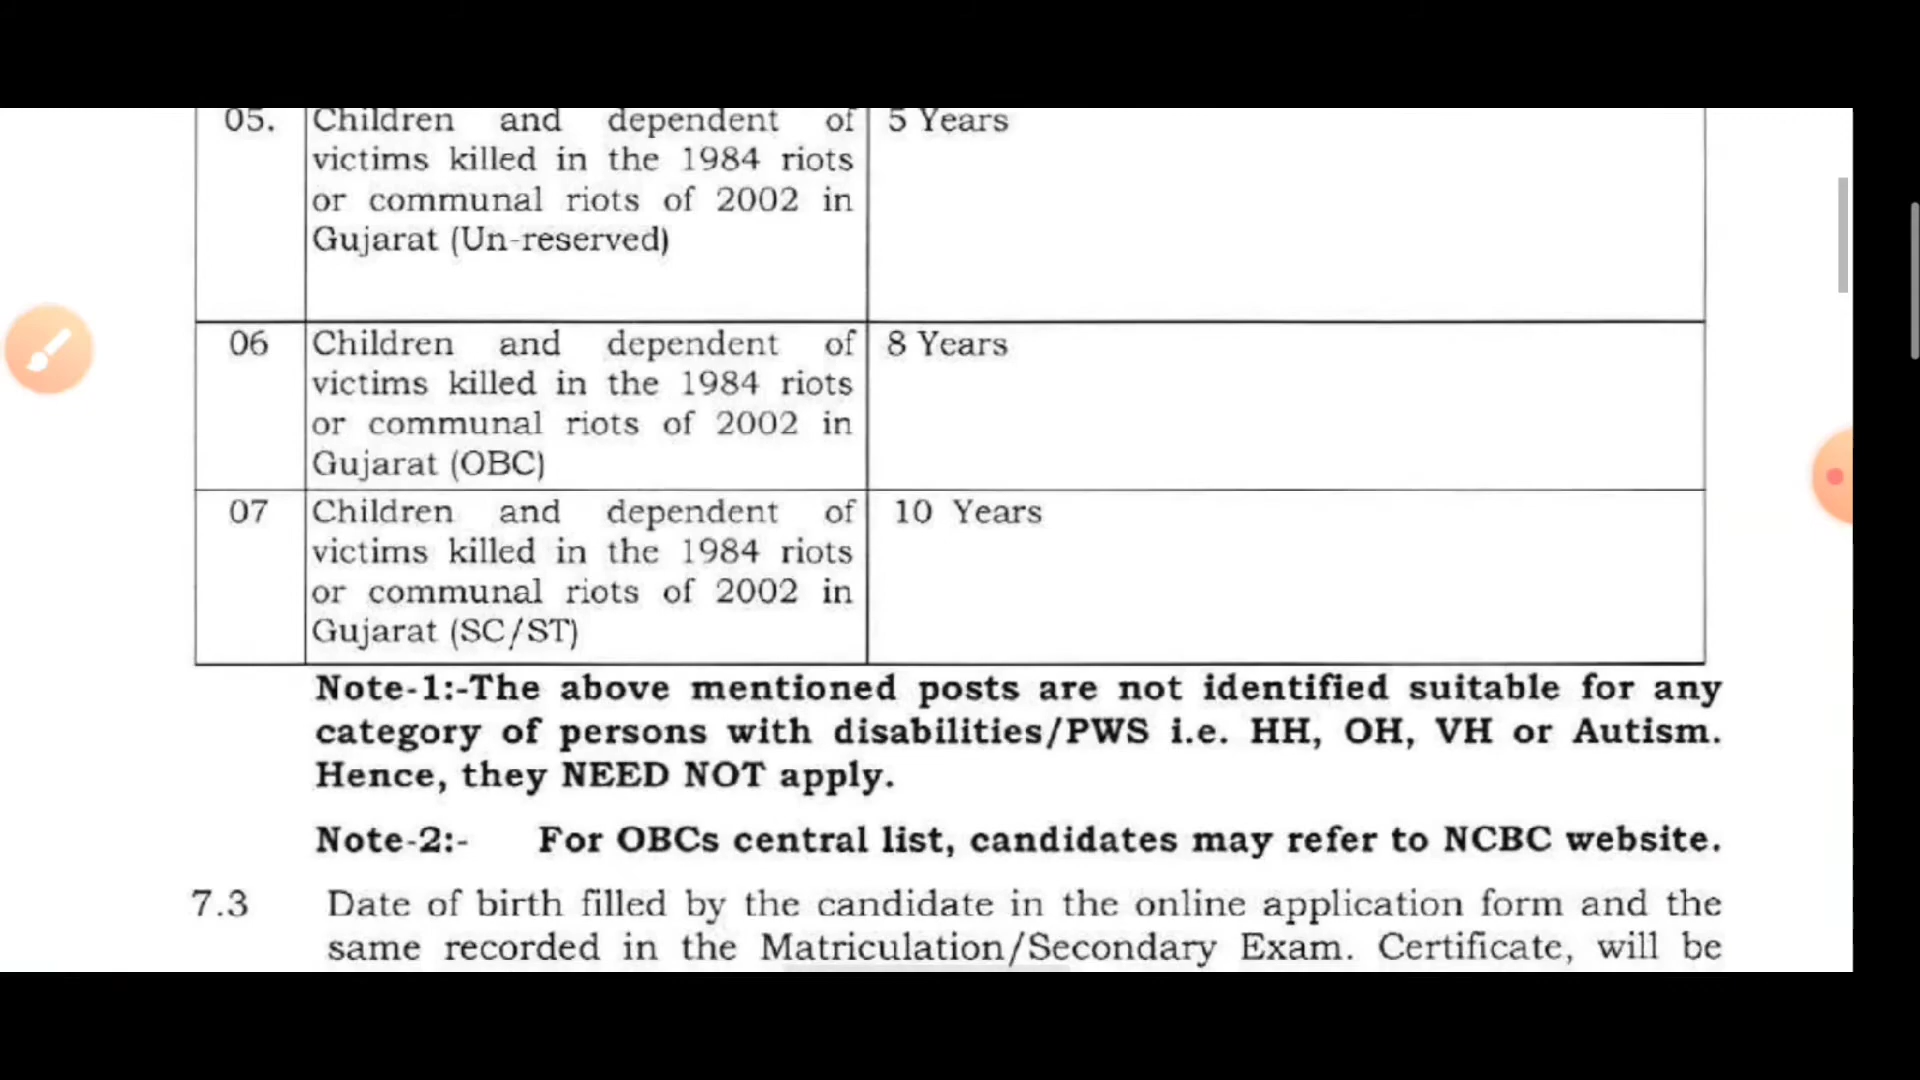 05. Children and dependent of 5 Years
victims killed in the 1984 riots
or communal riots of 2002 in
Gujarat (Un-reserved)
06 Children and dependent of 8 Years
victims killed in the 1984 riots
or communal riots of 2002 in
Gujarat (OBC)
07 Children and dependent of 10 Years
victims killed in the 1984 riots
or communal riots of 2002 in
Gujarat (SC/ST)
Note-1:-The above mentioned posts are not identified suitable for any
category of persons with disabilities/PWS i.e. HH, OH, VH or Autism.
Hence, they NEED NOT apply.
Note-2:- For OBCs central list, candidates may refer to NCBC website.
7.3 Date of birth filled by the candidate in the online application form and the
same recorded in the Matriculation/Secondary Exam. Certificate, will be